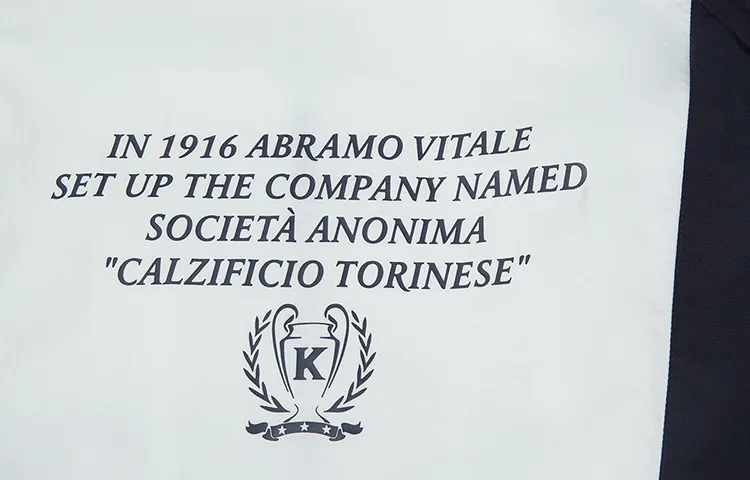 IN 1916 ABRAMO VITALE
SET UP THE COMPANY NAMED
SOCIETÀ ANONIMA
"CALZIFICIO TORINESE"
K